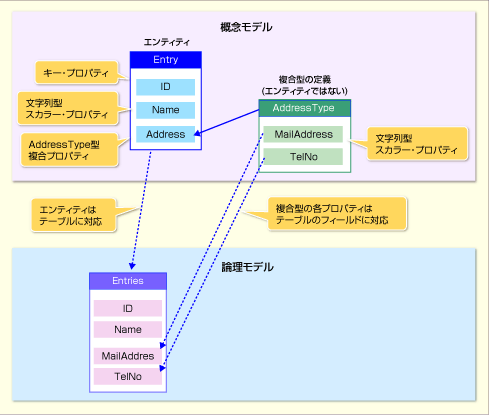 概念モデル
エンティティ
Entry
ID
Name
Address
キー・プロパティ
文字列型
スカラー・プロパティ
AddressType型
複合プロパティ
複合型の定義
(エンティティではない)
AddressType
MailAddress
TelNo
文字列型
スカラー・プロパティ
エンティティは
テーブルに対応
複合型の各プロパティは
テーブルのフィールドに対応
論理モデル
Entries
ID
Name
MailAddres
TelNo